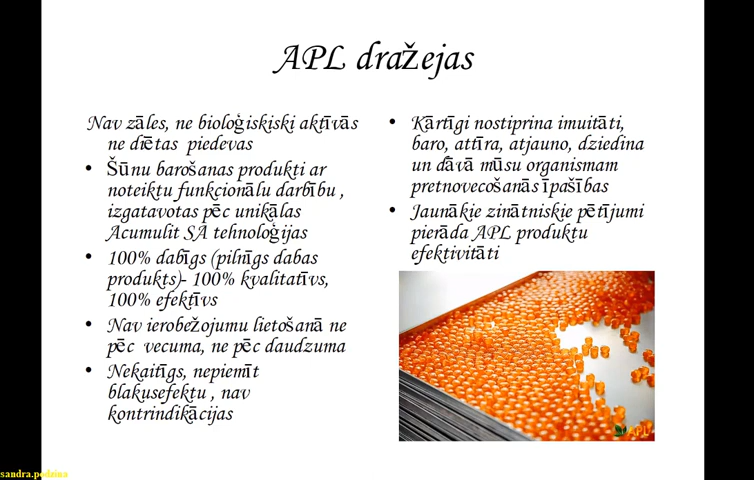 APL dražejas
Nav zāles, ne bioloģiskiski aktīvās
ne diētas piedevas
• Šūnu barošanas produkti ar
noteiktu funkcionālu darbību ,
izgatavotas pēc unikālas
Acumulit SA tehnoloģijas
• 100% dabīgs (pilnīgs dabas
produkts)- 100% kvalitatīvs,
100% efektīvs
• Nav ierobežojumu lietošanā ne
pēc vecuma, ne pēc daudzuma
• Nekaitīgs, nepiemīt
blakusefektu , nav
kontrindikācijas
• Kārtīgi nostiprina imuitāti,
baro, attīra, atjauno, dziedina
un dāvā mūsu organismam
pretnovecošanās īpašības
• Jaunākie zinātniskie pētījumi
pierāda APL produktu
efektivitāti
APL
sandra.podzina